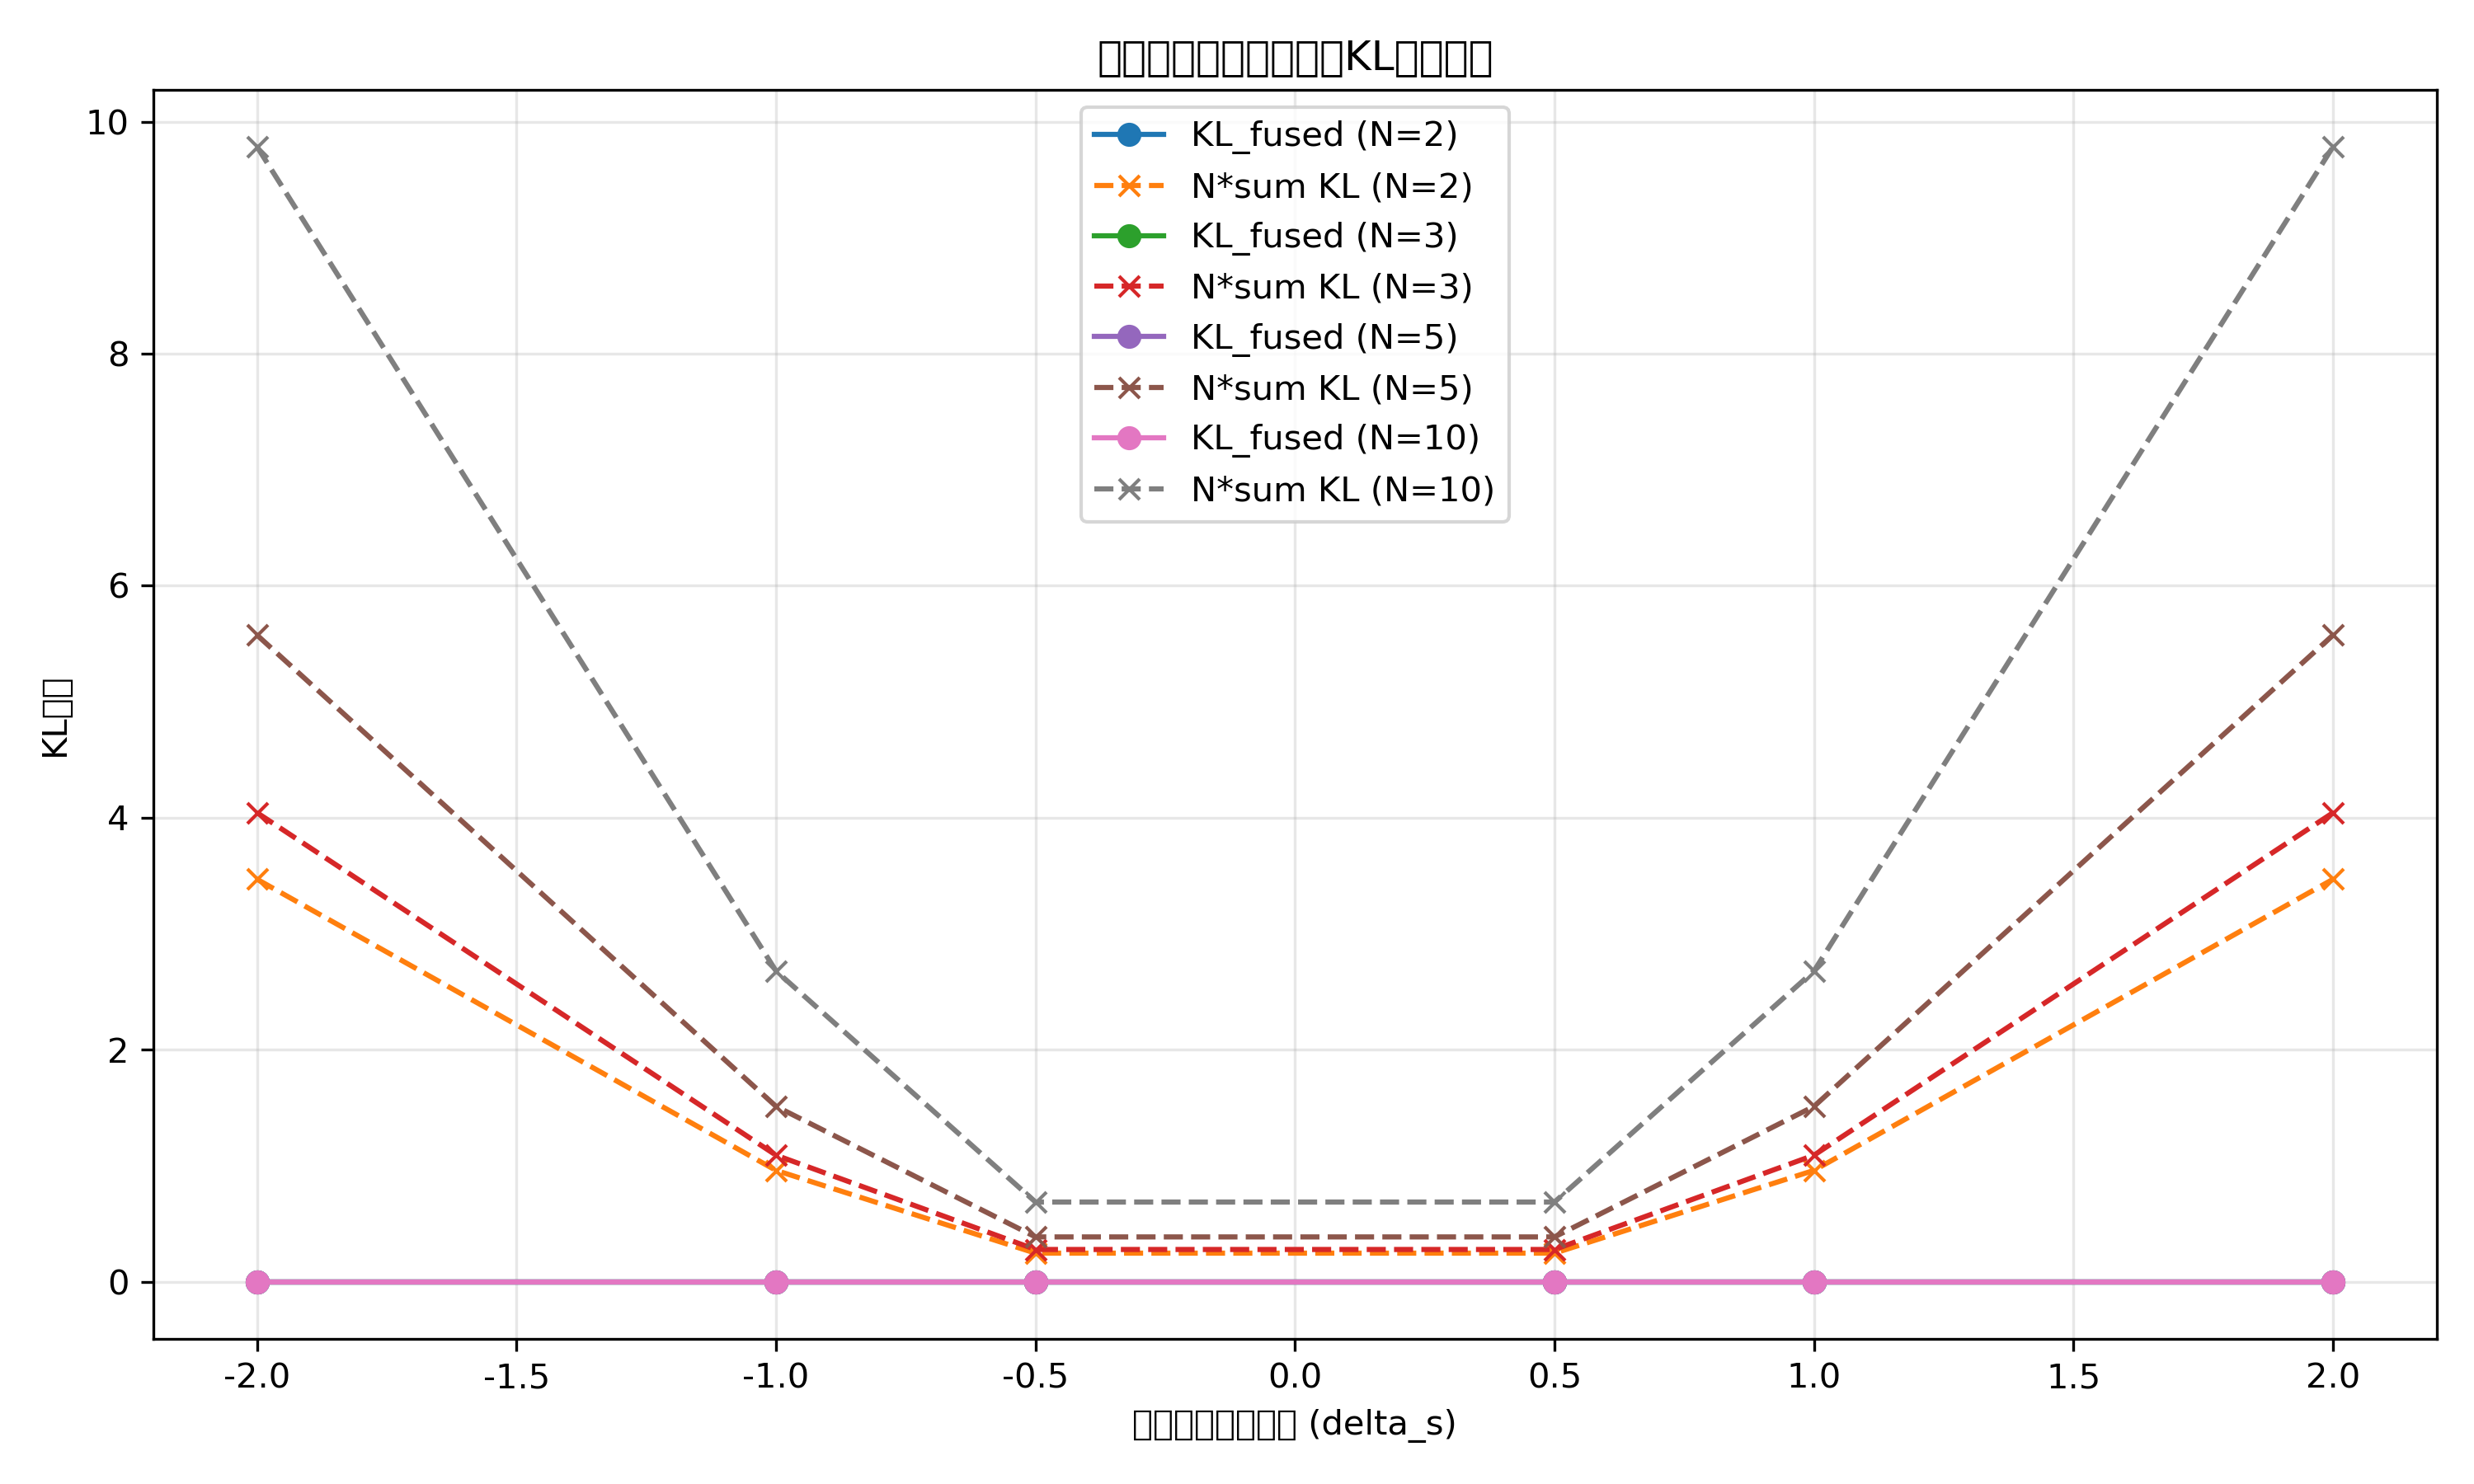 KL
10
8
6
4
2
0
KL
KL_fused (N=2)
N*sum KL (N=2)
KL_fused (N=3)
N*sum KL (N=3)
KL_fused (N=5)
N*sum KL (N=5)
KL_fused (N=10)
N*sum KL (N=10)
-2.0 -1.5 -1.0 -0.5 0.0 0.5 1.0 1.5 2.0
(delta_s)